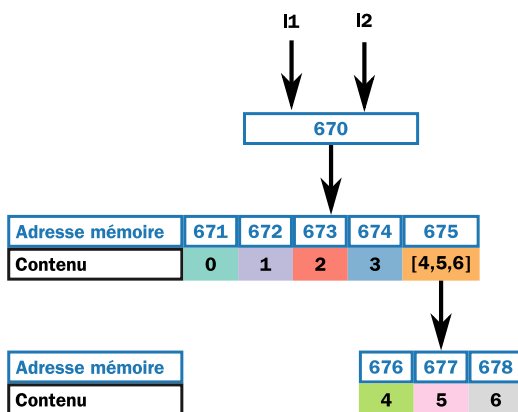 l1 l2
670
Adresse mémoire 671 672 673 674 675
Contenu 0 1 2 3 [4,5,6]
Adresse mémoire 676 677 678
Contenu 4 5 6